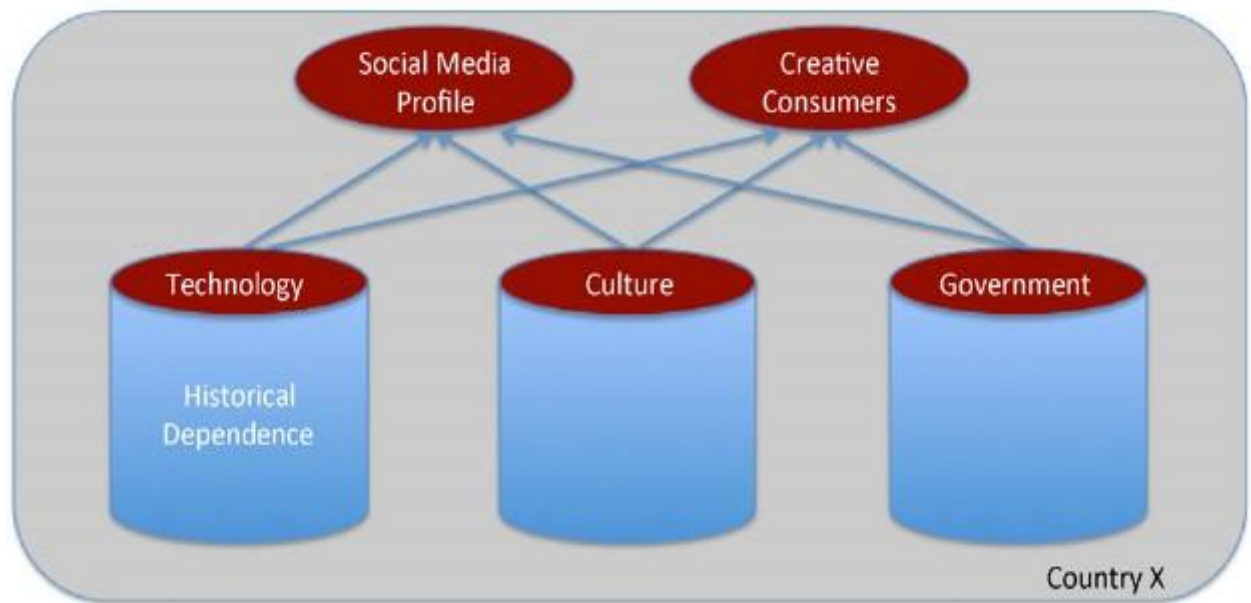 Social Media
Profile
Creative
Consumers
Technology
Culture
Government
Historical
Dependence
Country X